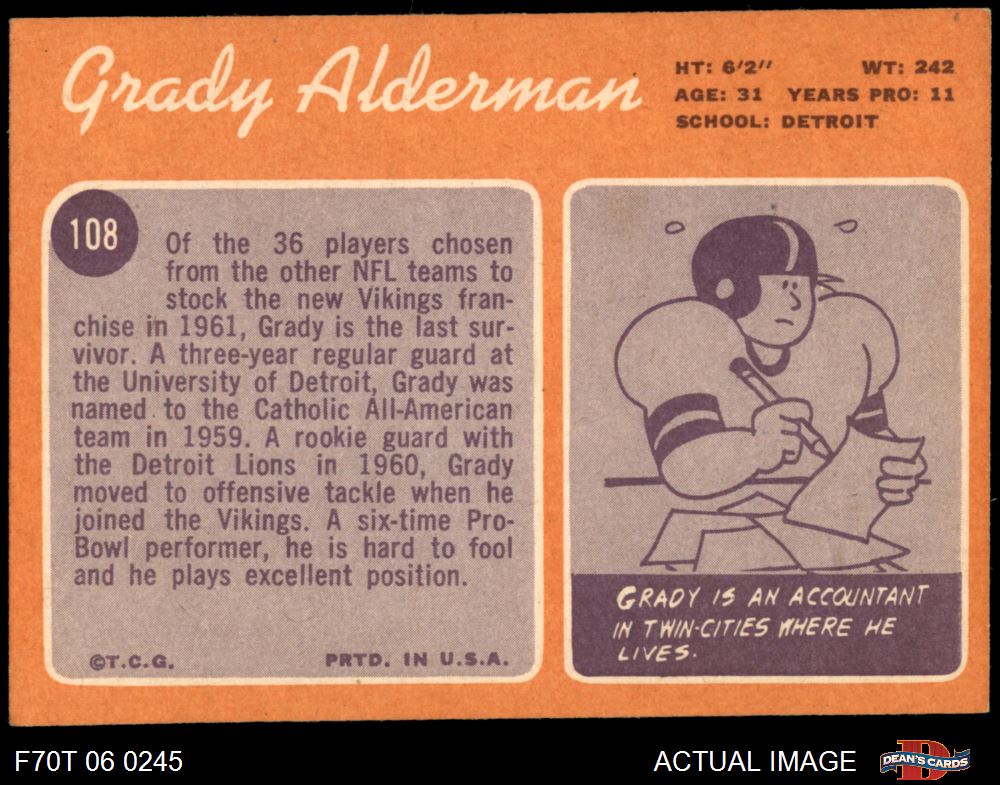 Grady Alderman
HT: 6'2" WT: 242
AGE: 31 YEARS PRO: 11
SCHOOL: DETROIT
108
Of the 36 players chosen
from the other NFL teams to
stock the new Vikings fran-
chise in 1961, Grady is the last sur-
vivor. A three-year regular guard at
the University of Detroit, Grady was
named to the Catholic All-American
team in 1959. A rookie guard with
the Detroit Lions in 1960, Grady
moved to offensive tackle when he
joined the Vikings. A six-time Pro-
Bowl performer, he is hard to fool
and he plays excellent position.
©T.C.G. PRTD. IN U.S.A.
GRADY IS AN ACCOUNTANT
IN TWIN-CITIES WHERE HE
LIVES.
F70T 06 0245
ACTUAL IMAGE
D
DEAN'S CARDS